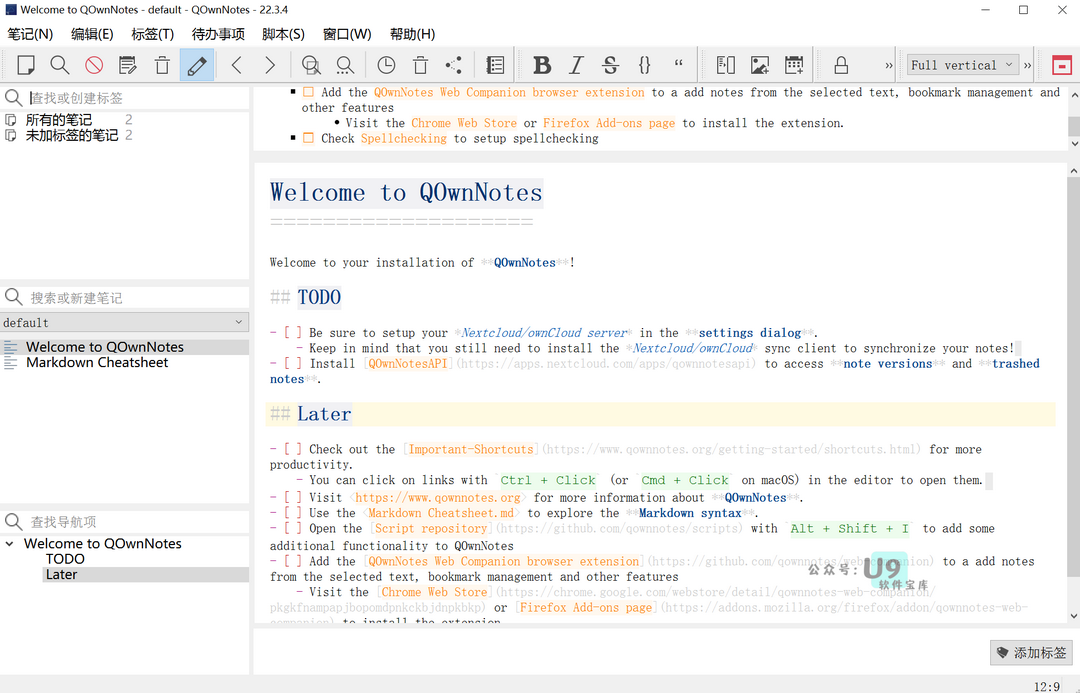 Welcome to QOwnNotes - default - QOwnNotes - 22.3.4
笔记(N) 编辑(E) 标签(T) 待办事项 脚本(S) 窗口(W) 帮助(H)
Full vertical
查找或创建标签
所有的笔记 2
未加标签的笔记 2
搜索或新建笔记
default
Welcome to QOwnNotes
Markdown Cheatsheet
查找导航项
Welcome to QOwnNotes
TODO
Later
Add the QOwnNotes Web Companion browser extension to a add notes from the selected text, bookmark management and
other features
Visit the Chrome Web Store or Firefox Add-ons page to install the extension.
Check Spellchecking to setup spellchecking
Welcome to QOwnNotes
====================
Welcome to your installation of **QOwnNotes**!
## TODO
- [ ] Be sure to setup your *Nextcloud/ownCloud server* in the **settings dialog**.
- Keep in mind that you still need to install the *Nextcloud/ownCloud* sync client to synchronize your notes!
- [ ] Install [QOwnNotesAPI](https://apps.nextcloud.com/apps/qownnotesapi) to access **note versions** and **trashed
notes**.
## Later
- [ ] Check out the [Important-Shortcuts](https://www.qownnotes.org/getting-started/shortcuts.html) for more
productivity.
- You can click on links with `Ctrl + Click` (or `Cmd + Click` on macOS) in the editor to open them.
- [ ] Visit <https://www.qownnotes.org> for more information about **QOwnNotes**.
- [ ] Use the <Markdown Cheatsheet.md> to explore the **Markdown syntax**.
- [ ] Open the [Script repository](https://github.com/qownnotes/scripts) with `Alt + Shift + I` to add some
additional functionality to QOwnNotes
- [ ] Add the [QOwnNotes Web Companion browser extension](https://github.com/qownnotes/web-companion) to a add notes
from the selected text, bookmark management and other features
- Visit the [Chrome Web Store](https://chrome.google.com/webstore/detail/qownnotes-web-companion/
pkgkfnampapjbopomdpnkckbjdnpkbkp) or [Firefox Add-ons page](https://addons.mozilla.org/firefox/addon/qownnotes-web-
companion) to install the extension.
公众号: U9
软件宝库
添加标签
12:9